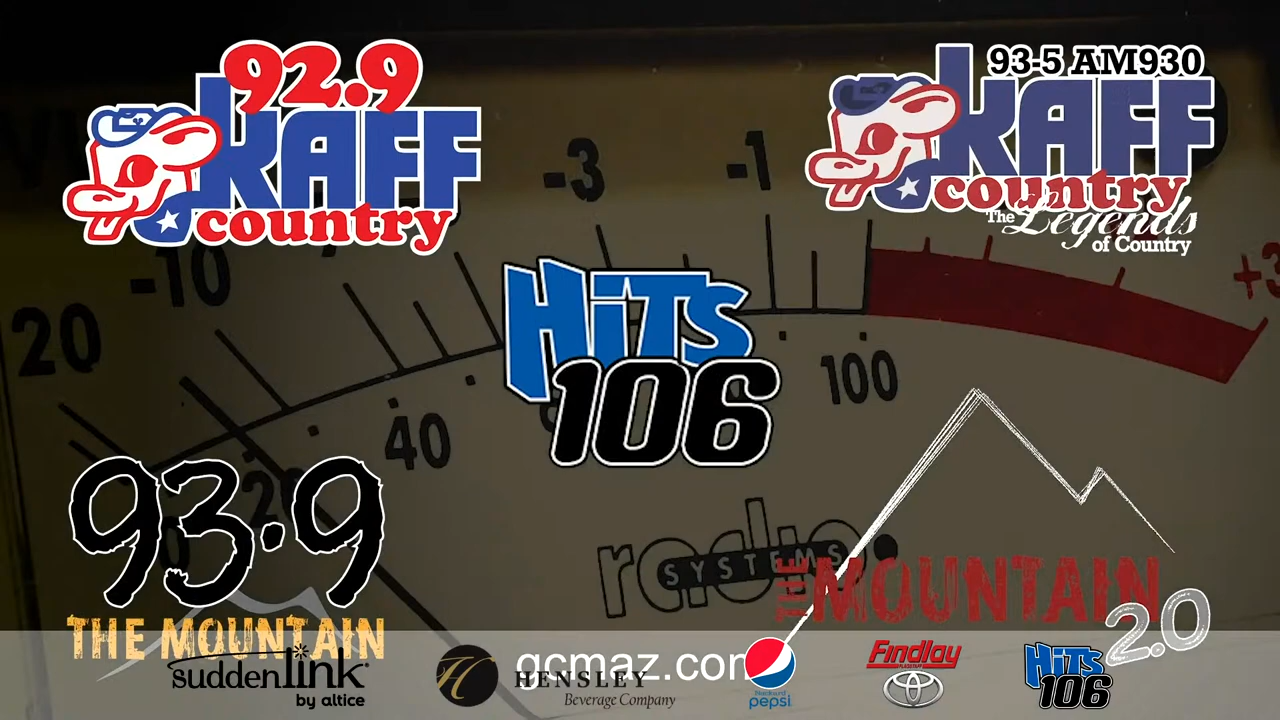 92.9
KAFF
country
93-5 AM930
KAFF
country
The Legends
of Country
-10
-3
-1
+3
20
HiTS
106
40
100
20
radio
SYSTEMS
93.9
THE MOUNTAIN
THE MOUNTAIN
2.0
suddenlink
by altice
HENSLEY
Beverage Company
gcmaz.com
pepsi
Findlay
HiTS
106